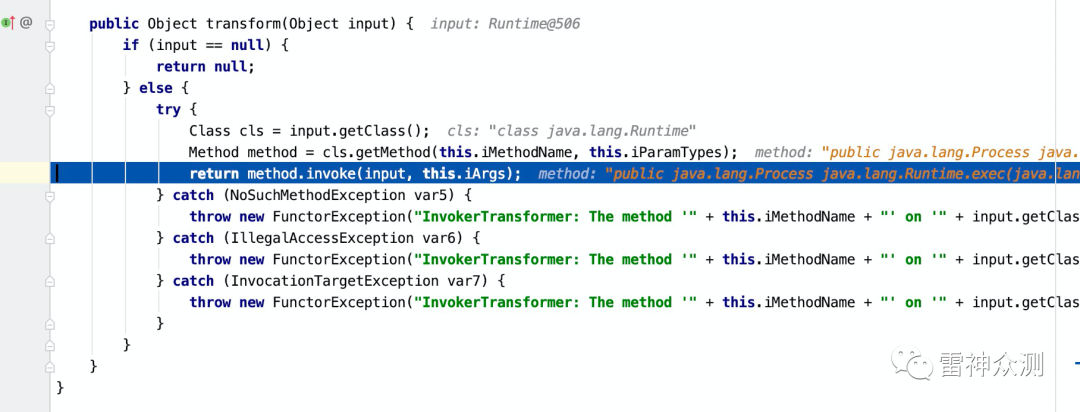 public Object transform(Object input) { input: Runtime@506
if (input == null) {
return null;
} else {
try {
Class cls = input.getClass(); cls: "class java.lang.Runtime"
Method method = cls.getMethod(this.iMethodName, this.iParamTypes); method: "public java.lang.Process java.
return method.invoke(input, this.iArgs); method: "public java.lang.Process java.lang.Runtime.exec(java.lan
} catch (NoSuchMethodException var5) {
throw new FunctorException("InvokerTransformer: The method '" + this.iMethodName + "' on '" + input.getClas
} catch (IllegalAccessException var6) {
throw new FunctorException("InvokerTransformer: The method '" + this.iMethodName + "' on '" + input.getClas
} catch (InvocationTargetException var7) {
throw new FunctorException("InvokerTransformer: The method '" + this.iMethodName + "' on '" + input.getClas
}
}
}
}
雷神众测